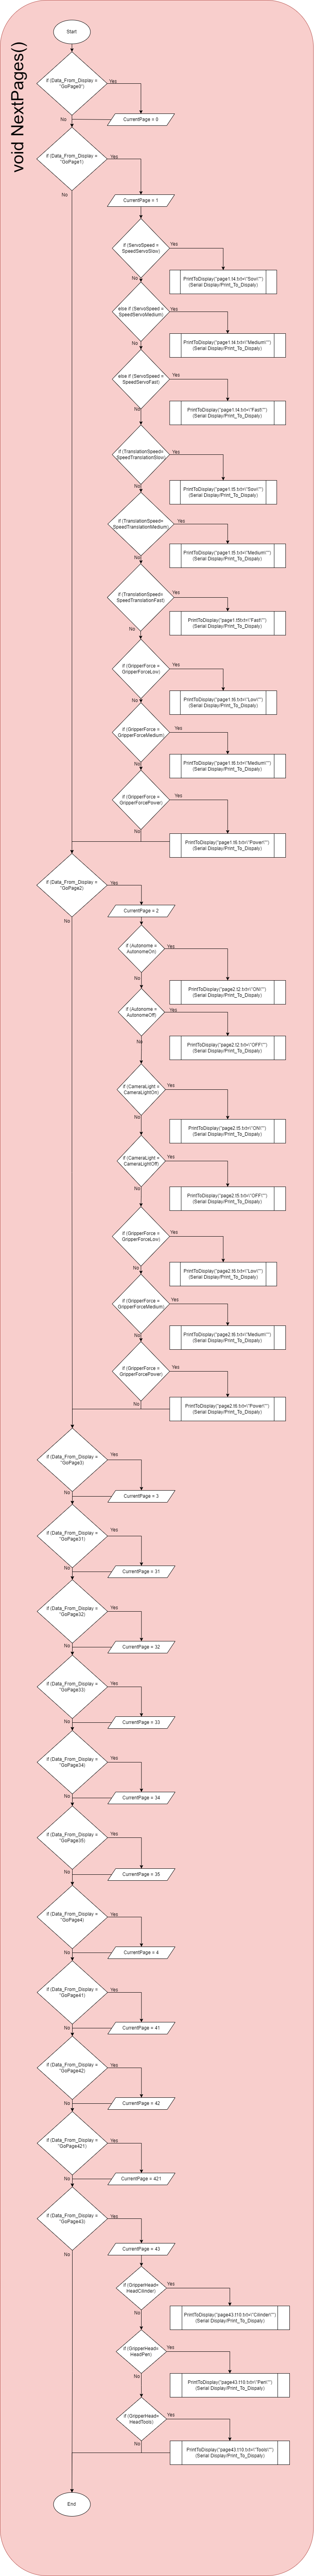 void NextPages()
Start
if (Data_From_Display =
"GoPage0")
Yes
No
CurrentPage = 0
if (Data_From_Display =
"GoPage1)
Yes
No
CurrentPage = 1
if (ServoSpeed =
SpeedServoSlow)
Yes
No
PrintToDisplay("page1.t4.txt=\"Slow\"")
(Serial Display/Print_To_Dispaly)
else if (ServoSpeed =
SpeedServoMedium)
Yes
No
PrintToDisplay("page1.t4.txt=\"Medium\"")
(Serial Display/Print_To_Dispaly)
else if (ServoSpeed =
SpeedServoFast)
Yes
No
PrintToDisplay("page1.t4.txt=\"Fast\"")
(Serial Display/Print_To_Dispaly)
if (TranslationSpeed=
SpeedTranslationSlow)
Yes
No
PrintToDisplay("page1.t5.txt=\"Slow\"")
(Serial Display/Print_To_Dispaly)
if (TranslationSpeed=
SpeedTranslationMedium)
Yes
No
PrintToDisplay("page1.t5.txt=\"Medium\"")
(Serial Display/Print_To_Dispaly)
if (TranslationSpeed=
SpeedTranslationFast)
Yes
No
PrintToDisplay("page1.t5txt=\"Fast\"")
(Serial Display/Print_To_Dispaly)
if (GripperForce =
GripperForceLow)
Yes
No
PrintToDisplay("page1.t6.txt=\"Low\"")
(Serial Display/Print_To_Dispaly)
if (GripperForce =
GripperForceMedium)
Yes
No
PrintToDisplay("page1.t6.txt=\"Medium\"")
(Serial Display/Print_To_Dispaly)
if (GripperForce =
GripperForcePower)
Yes
No
PrintToDisplay("page1.t6.txt=\"Power\"")
(Serial Display/Print_To_Dispaly)
if (Data_From_Display =
"GoPage2)
Yes
No
CurrentPage = 2
if (Autonome =
AutonomeOn)
Yes
No
PrintToDisplay("page2.t2.txt=\"ON\"")
(Serial Display/Print_To_Dispaly)
if (Autonome =
AutonomeOff)
Yes
No
PrintToDisplay("page2.t2.txt=\"OFF\"")
(Serial Display/Print_To_Dispaly)
if (CameraLight =
CameraLightOn)
Yes
No
PrintToDisplay("page2.t5.txt=\"ON\"")
(Serial Display/Print_To_Dispaly)
if (CameraLight =
CameraLightOff)
Yes
No
PrintToDisplay("page2.t5.txt=\"OFF\"")
(Serial Display/Print_To_Dispaly)
if (GripperForce =
GripperForceLow)
Yes
No
PrintToDisplay("page2.t6.txt=\"Low\"")
(Serial Display/Print_To_Dispaly)
if (GripperForce =
GripperForceMedium)
Yes
No
PrintToDisplay("page2.t6.txt=\"Medium\"")
(Serial Display/Print_To_Dispaly)
if (GripperForce =
GripperForcePower)
Yes
No
PrintToDisplay("page2.t6.txt=\"Power\"")
(Serial Display/Print_To_Dispaly)
if (Data_From_Display =
"GoPage3)
Yes
No
CurrentPage = 3
if (Data_From_Display =
"GoPage31)
Yes
No
CurrentPage = 31
if (Data_From_Display =
"GoPage32)
Yes
No
CurrentPage = 32
if (Data_From_Display =
"GoPage33)
Yes
No
CurrentPage = 33
if (Data_From_Display =
"GoPage34)
Yes
No
CurrentPage = 34
if (Data_From_Display =
"GoPage35)
Yes
No
CurrentPage = 35
if (Data_From_Display =
"GoPage4)
Yes
No
CurrentPage = 4
if (Data_From_Display =
"GoPage41)
Yes
No
CurrentPage = 41
if (Data_From_Display =
"GoPage42)
Yes
No
CurrentPage = 42
if (Data_From_Display =
"GoPage421)
Yes
No
CurrentPage = 421
if (Data_From_Display =
"GoPage43)
Yes
No
CurrentPage = 43
if (GripperHead=
HeadCilinder)
Yes
No
PrintToDisplay("page43.t10.txt=\"Cilinder\"")
(Serial Display/Print_To_Dispaly)
if (GripperHead=
HeadPen)
Yes
No
PrintToDisplay("page43.t10.txt=\"Pen\"")
(Serial Display/Print_To_Dispaly)
if (GripperHead=
HeadTools)
Yes
No
PrintToDisplay("page43.t10.txt=\"Tools\"")
(Serial Display/Print_To_Dispaly)
End